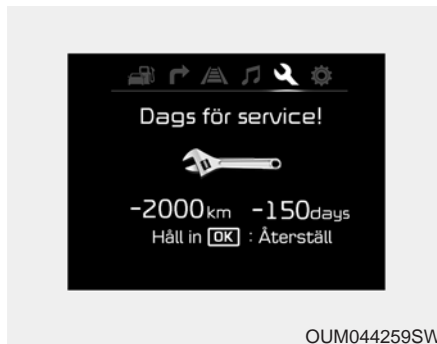 Dags för service!
-2000km -150days
Håll in OK : Återställ
OUM044259SW